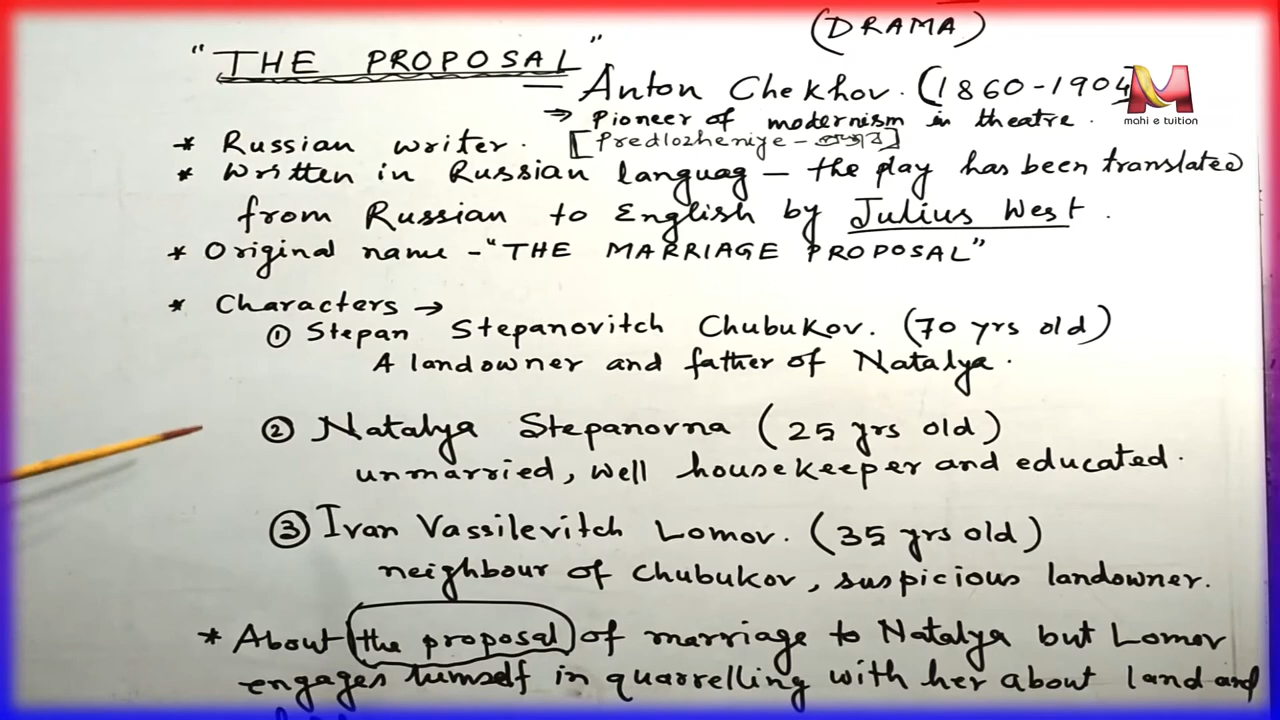 (DRAMA)
"THE PROPOSAL"
— Anton Chekhov. (1860-1904)
→ Pioneer of modernism in theatre.
* Russian writer. [Predlozheniye -
* Written in Russian languag — the play has been translated
from Russian to English by Julius West.
* Original name - "THE MARRIAGE PROPOSAL"
* Characters →
① Stepan Stepanovitch Chubukov. (70 yrs old)
A landowner and father of Natalya.
② Natalya Stepanovna (25 yrs old)
unmarried, well housekeeper and educated.
③ Ivan Vassilevitch Lomov. (35 yrs old)
neighbour of Chubukov, suspicious landowner.
* About the proposal of marriage to Natalya but Lomov
engages himself in quarrelling with her about land and
mahi e tuition